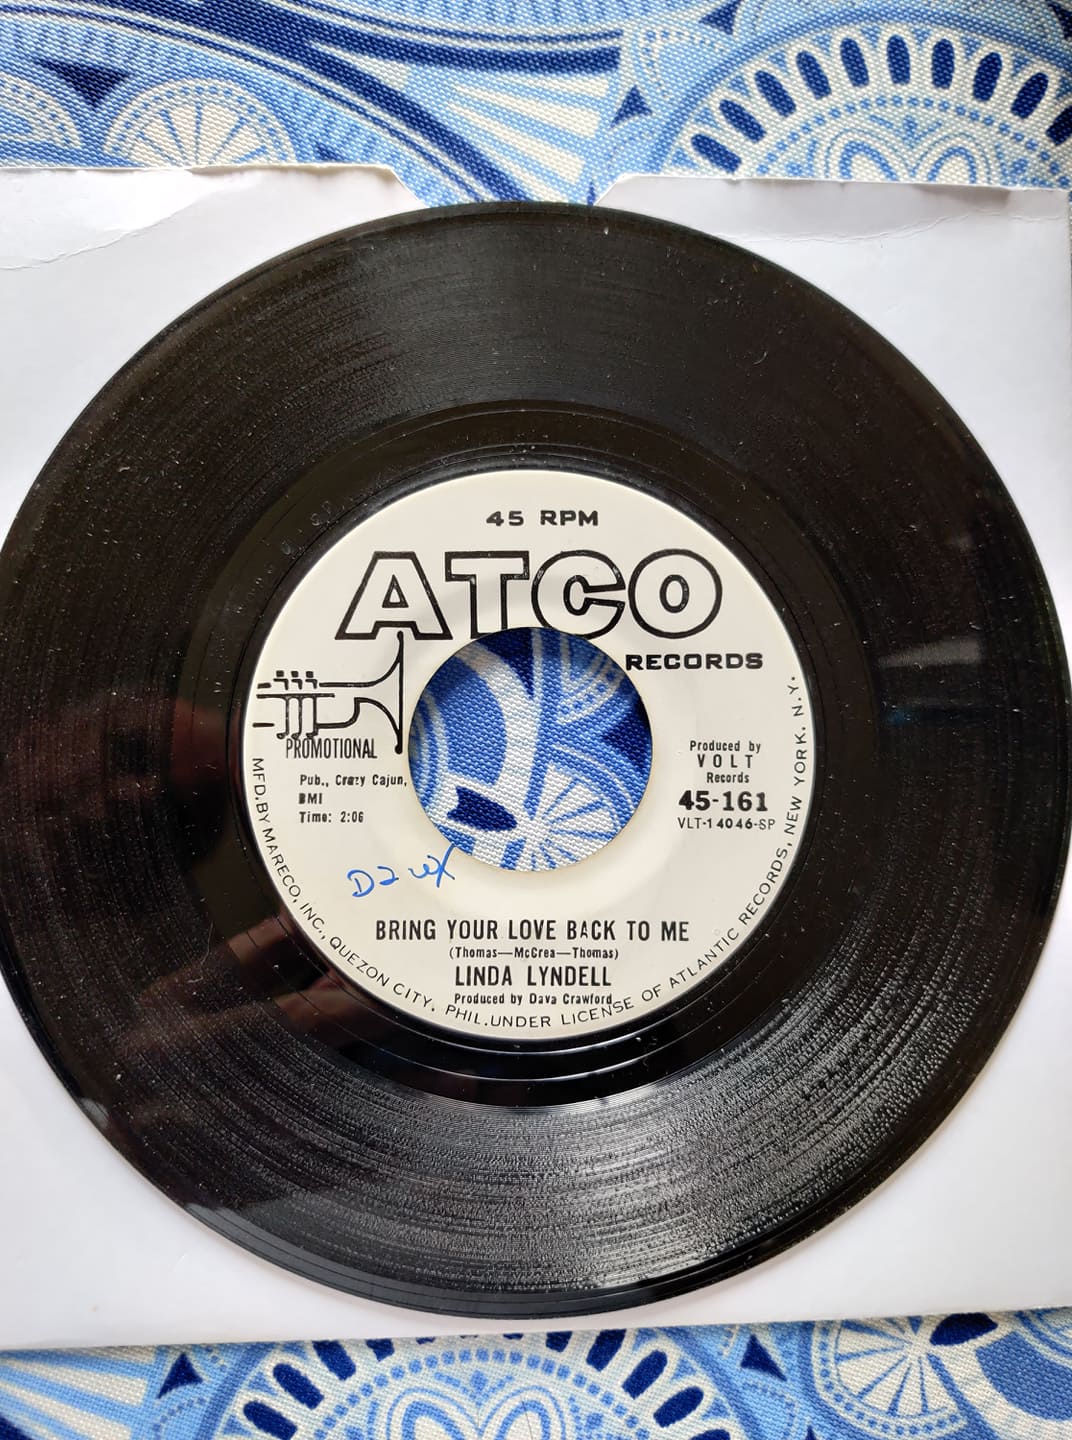 45 RPM
ATCO
RECORDS
PROMOTIONAL
Pub., Crazy Cajun,
BMI
Time: 2:06
Produced by
VOLT
Records
45-161
VLT-14046-SP
BRING YOUR LOVE BACK TO ME
(Thomas—McCrea—Thomas)
LINDA LYNDELL
Produced by Dava Crawford
MFD. BY MARECO, INC., QUEZON CITY, PHIL. UNDER LICENSE OF ATLANTIC RECORDS, NEW YORK, N.Y.